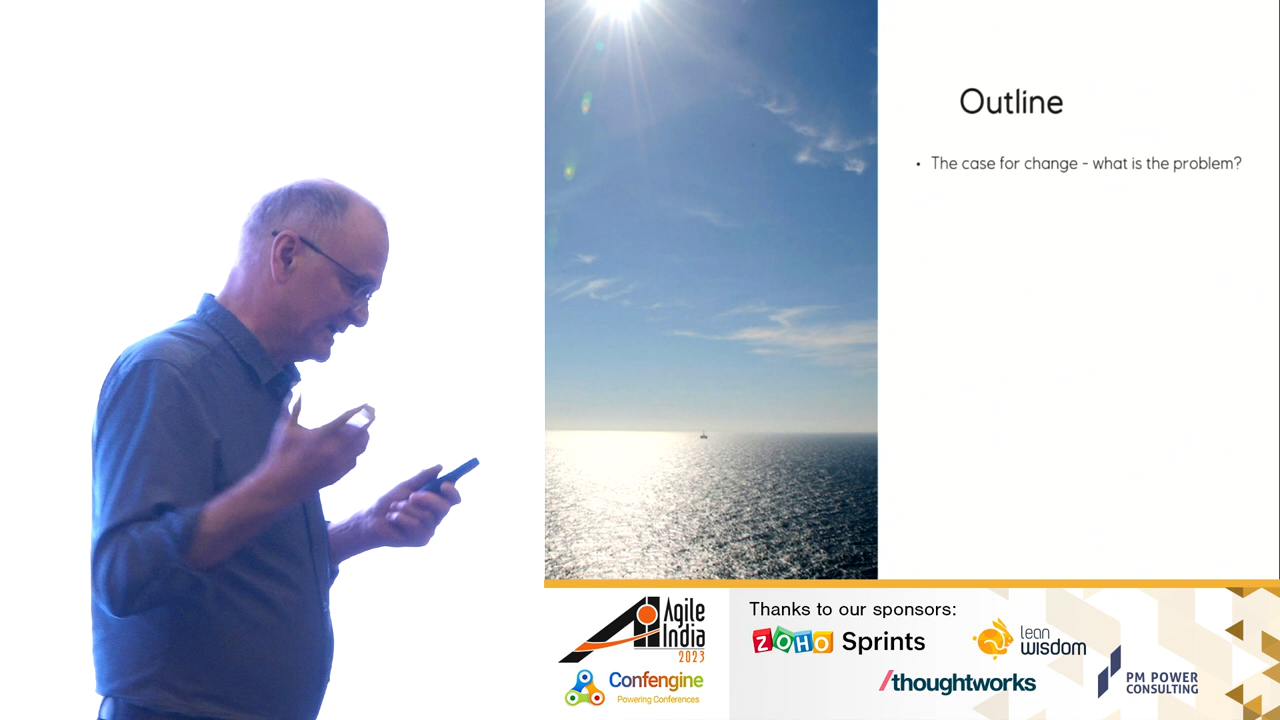 Outline
• The case for change - what is the problem?
Agile
India
2023
Confengine
Powering Conferences
Thanks to our sponsors:
ZOHO Sprints
lean
wisdom
/thoughtworks
PM POWER
CONSULTING